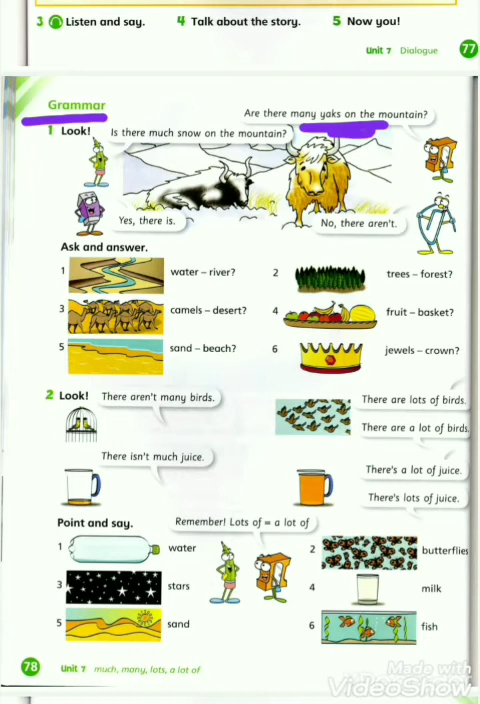 3 Listen and say. 4 Talk about the story. 5 Now you!
Unit 7 Dialogue 77
Grammar
Are there many yaks on the mountain?
1 Look! Is there much snow on the mountain?
Yes, there is. No, there aren't.
Ask and answer.
1 water – river? 2 trees – forest?
3 camels – desert? 4 fruit – basket?
5 sand – beach? 6 jewels – crown?
2 Look! There aren't many birds. There are lots of birds.
There are a lot of birds.
There isn't much juice.
There's a lot of juice.
There's lots of juice.
Point and say. Remember! Lots of = a lot of
1 water 2 butterflies
3 stars 4 milk
5 sand 6 fish
78 Unit 7 much, many, lots, a lot of
Made with
VideoShow